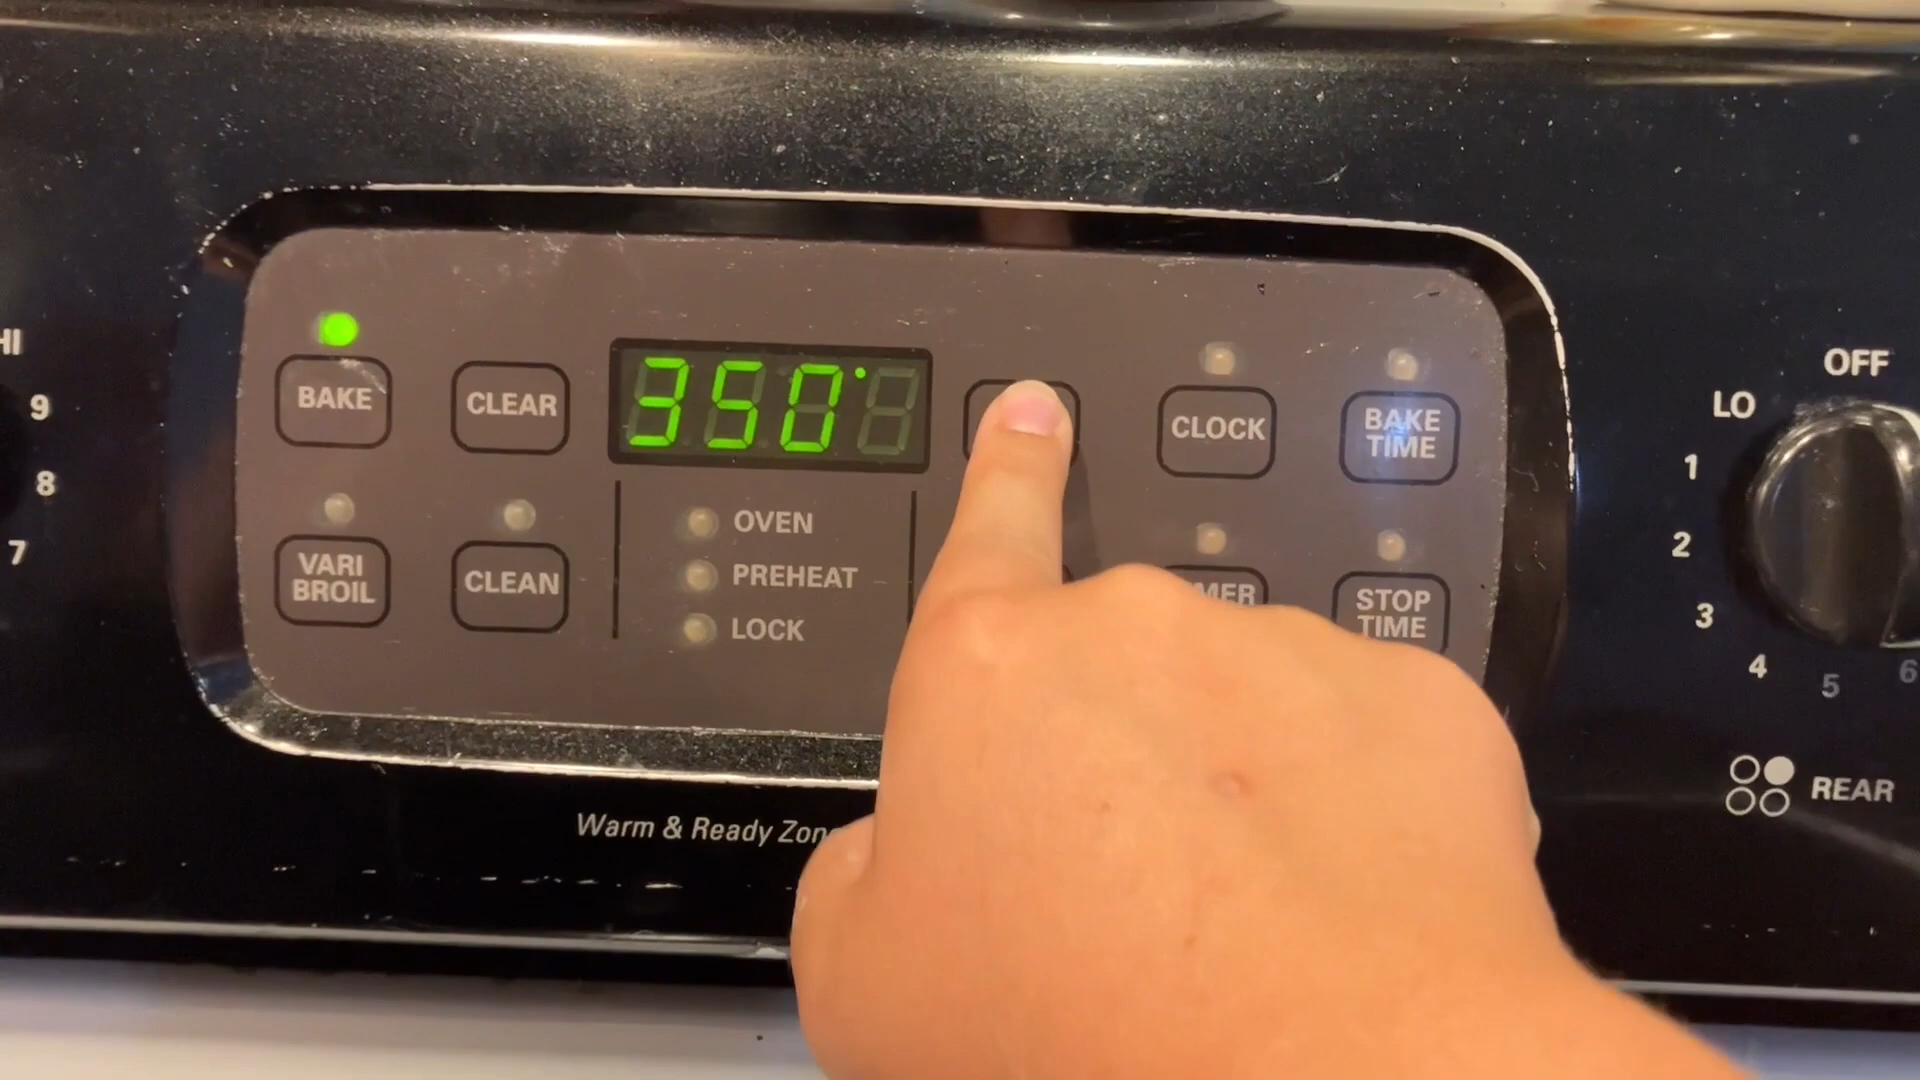 HI
9
8
7
BAKE
CLEAR
350°
CLOCK
BAKE
TIME
VARI
BROIL
CLEAN
OVEN
PREHEAT
LOCK
STOP
TIME
Warm & Ready
OFF
LO
1
2
3
4
5
6
REAR